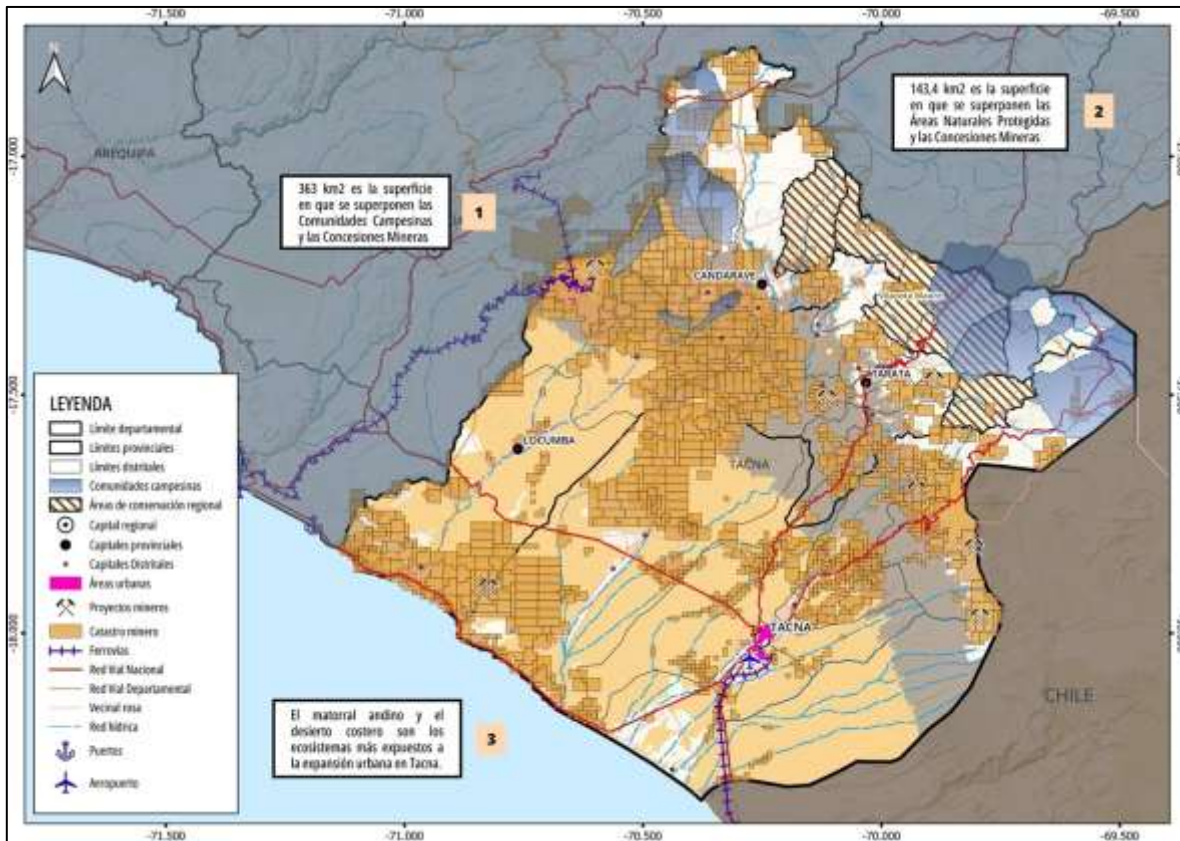 -71.500
-71.000
-70.500
-70.000
-69.500
N
143,4 km2 es la superficie
en que se superponen las
Áreas Naturales Protegidas
y las Concesiones Mineras
2
-17.000
AREQUIPA
363 km2 es la superficie
en que se superponen las
Comunidades Campesinas
y las Concesiones Mineras
1
CANDARAVE
TARATA
-17.500
LOCUMBA
TACNA
LEYENDA
Límite departamental
Límites provinciales
Límites distritales
Comunidades campesinas
Áreas de conservación regional
Capital regional
Capitales provinciales
Capitales Distritales
Áreas urbanas
Proyectos mineros
Catastro minero
Ferrovías
Red Vial Nacional
Red Vial Departamental
Vecinal rosa
Red hídrica
Puertos
Aeropuerto
-18.000
TACNA
CHILE
El matorral andino y el
desierto costero son los
ecosistemas más expuestos a
la expansión urbana en Tacna.
3
-71.500
-71.000
-70.500
-70.000
-69.500